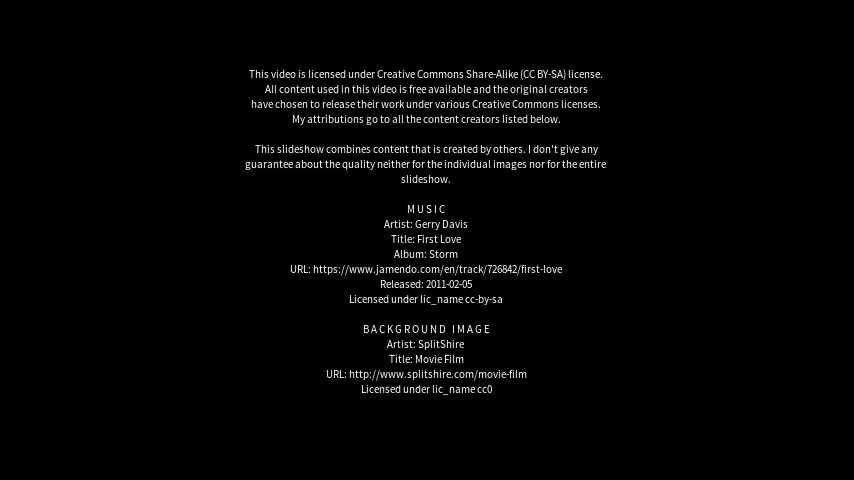 This video is licensed under Creative Commons Share-Alike (CC BY-SA) license.
All content used in this video is free available and the original creators
have chosen to release their work under various Creative Commons licenses.
My attributions go to all the content creators listed below.
This slideshow combines content that is created by others. I don't give any
guarantee about the quality neither for the individual images nor for the entire
slideshow.
MUSIC
Artist: Gerry Davis
Title: First Love
Album: Storm
URL: https://www.jamendo.com/en/track/726842/first-love
Released: 2011-02-05
Licensed under lic_name cc-by-sa
BACKGROUND IMAGE
Artist: SplitShire
Title: Movie Film
URL: http://www.splitshire.com/movie-film
Licensed under lic_name cc0